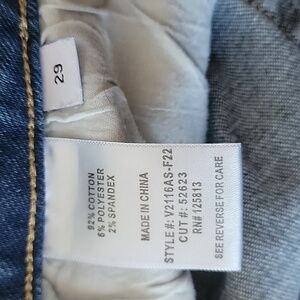 29
92% COTTON
6% POLYESTER
2% SPANDEX
MADE IN CHINA
STYLE #: V2116AS-F22
CUT #: 52623
RN# 125813
SEE REVERSE FOR CARE